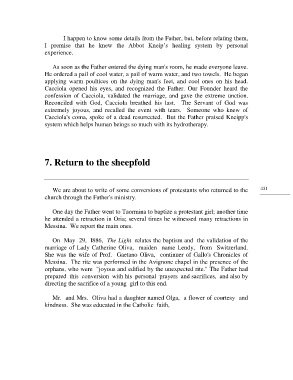 I happen to know some details from the Father, but, before relating them,
I promise that he knew the Abbot Kneip's healing system by personal
experience.
As soon as the Father entered the dying man's room, he made everyone leave.
He ordered a pail of cool water, a pail of warm water, and two towels. He began
applying warm poultices on the dying man's feet, and cool ones on his head.
Cacciola opened his eyes, and recognized the Father. Our Founder heard the
confession of Cacciola, validated the marriage, and gave the extreme unction.
Reconciled with God, Cacciola breathed his last. The Servant of God was
extremely joyous, and recalled the event with tears. Someone who knew of
Cacciola's coma, spoke of a dead resurrected. But the Father praised Kneipp's
system which helps human beings so much with its hydrotherapy.
7. Return to the sheepfold
We are about to write of some conversions of protestants who returned to the
church through the Father's ministry.
431
One day the Father went to Taormina to baptize a protestant girl; another time
he attended a retraction in Oria; several times he witnessed many retractions in
Messina. We report the main ones.
On May 29, 1886, The Light relates the baptism and the validation of the
marriage of Lady Catherine Oliva, maiden name Lendy, from Switzerland.
She was the wife of Prof. Gaetano Oliva, continuer of Gallo's Chronicles of
Messina. The rite was performed in the Avignone chapel in the presence of the
orphans, who were "joyous and edified by the unexpected rite." The Father had
prepared this conversion with his personal prayers and sacrifices, and also by
directing the sacrifice of a young girl to this end.
Mr. and Mrs. Oliva had a daughter named Olga, a flower of courtesy and
kindness. She was educated in the Catholic faith,